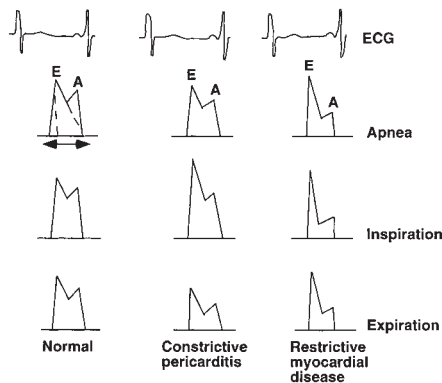 ECG
E
A
E
A
E
A
Apnea
Inspiration
Expiration
Normal
Constrictive
pericarditis
Restrictive
myocardial
disease